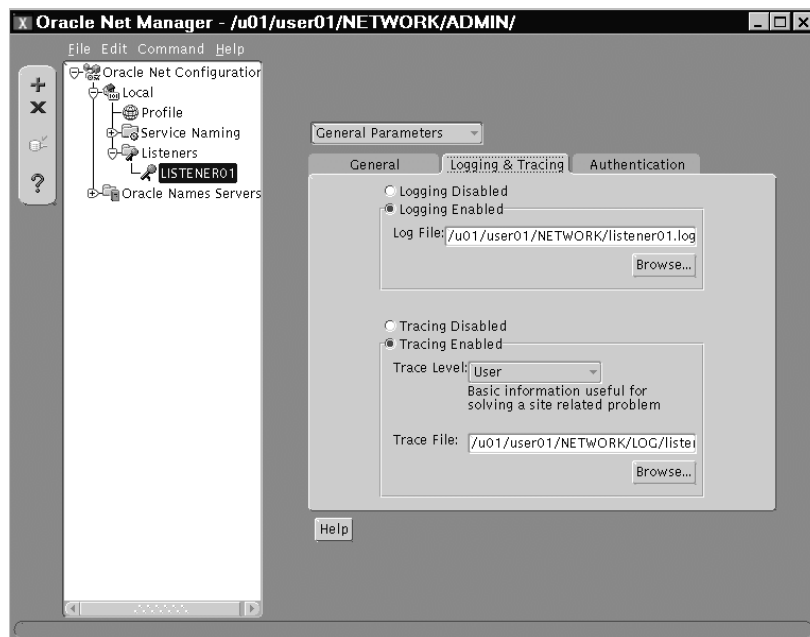 X Oracle Net Manager - /u01/user01/NETWORK/ADMIN/
File Edit Command Help
Oracle Net Configuration
Local
Profile
Service Naming
Listeners
LISTENER01
Oracle Names Servers
General Parameters
General Logging & Tracing Authentication
Logging Disabled
Logging Enabled
Log File: /u01/user01/NETWORK/listener01.log
Browse...
Tracing Disabled
Tracing Enabled
Trace Level: User
Basic information useful for
solving a site related problem
Trace File: /u01/user01/NETWORK/LOG/listen
Browse...
Help